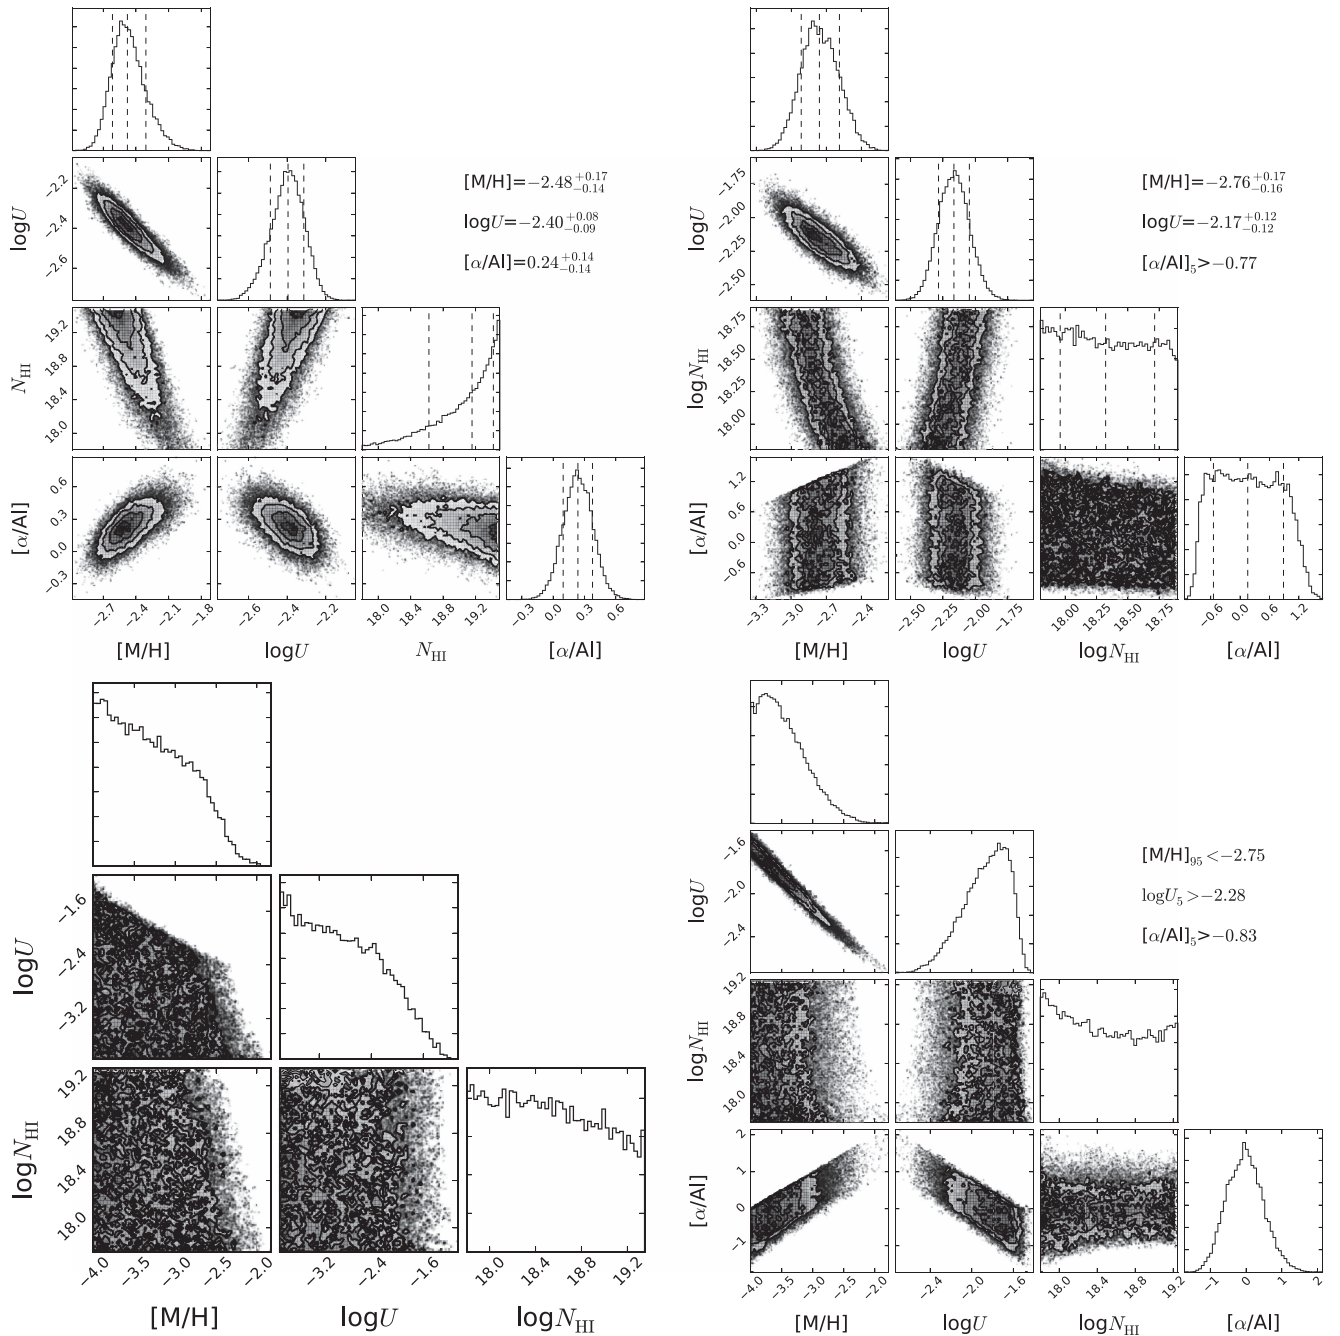 −2.2
−2.4
−2.6
logU
[M/H]=−2.48 +0.17 −0.14
logU=−2.40 +0.08 −0.09
[α/Al]=0.24 +0.14 −0.14
19.2
18.8
18.4
18.0
N_HI
0.6
0.3
0.0
−0.3
[α/Al]
−2.7 −2.4 −2.1 −1.8 −2.6 −2.4 −2.2 18.0 18.4 18.8 19.2 −0.3 0.0 0.3 0.6
[M/H] logU N_HI [α/Al]
−1.75
−2.00
−2.25
−2.50
logU
[M/H]=−2.76 +0.17 −0.16
logU=−2.17 +0.12 −0.12
[α/Al]₅>−0.77
18.75
18.50
18.25
18.00
logN_HI
1.2
0.6
0.0
−0.6
[α/Al]
−3.3 −3.0 −2.7 −2.4 −2.50 −2.25 −2.00 −1.75 18.00 18.25 18.50 18.75 −0.6 0.0 0.6 1.2
[M/H] logU logN_HI [α/Al]
−1.6
−2.4
−3.2
logU
19.2
18.8
18.4
18.0
logN_HI
−4.0 −3.5 −3.0 −2.5 −2.0 −3.2 −2.4 −1.6 18.0 18.4 18.8 19.2
[M/H] logU logN_HI
−1.6
−2.0
−2.4
logU
[M/H]₉₅<−2.75
logU₅>−2.28
[α/Al]₅>−0.83
19.2
18.8
18.4
18.0
logN_HI
2
1
0
−1
[α/Al]
−4.0 −3.5 −3.0 −2.5 −2.0 −2.4 −2.0 −1.6 18.0 18.4 18.8 19.2 −1 0 1 2
[M/H] logU logN_HI [α/Al]